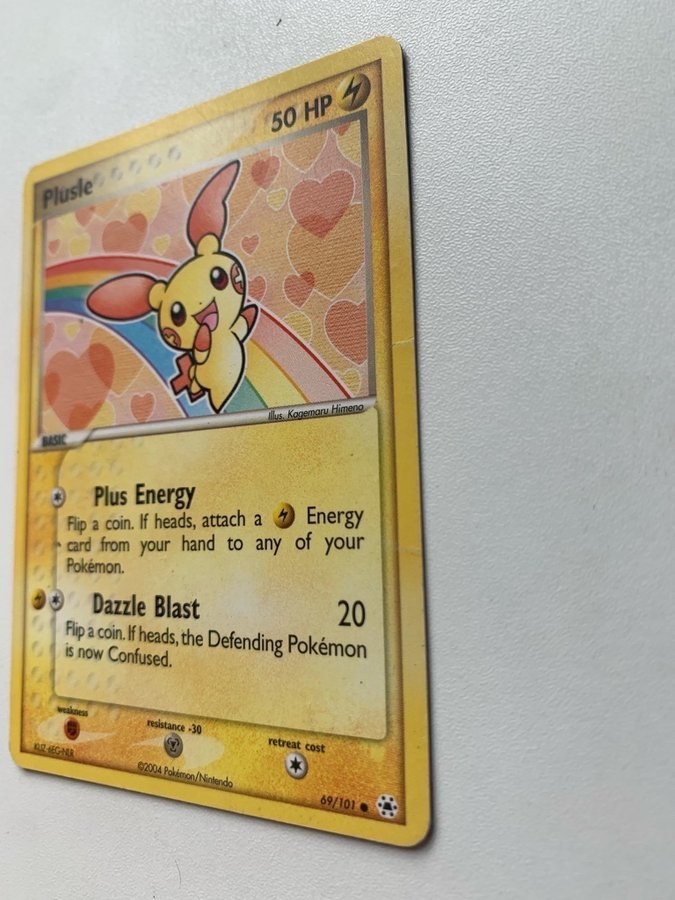 Plusle
50 HP
Illus. Kagemaru Himeno
BASIC
Plus Energy
Flip a coin. If heads, attach a Energy
card from your hand to any of your
Pokémon.
Dazzle Blast 20
Flip a coin. If heads, the Defending Pokémon
is now Confused.
weakness
resistance -30
retreat cost
©2004 Pokémon/Nintendo
69/101